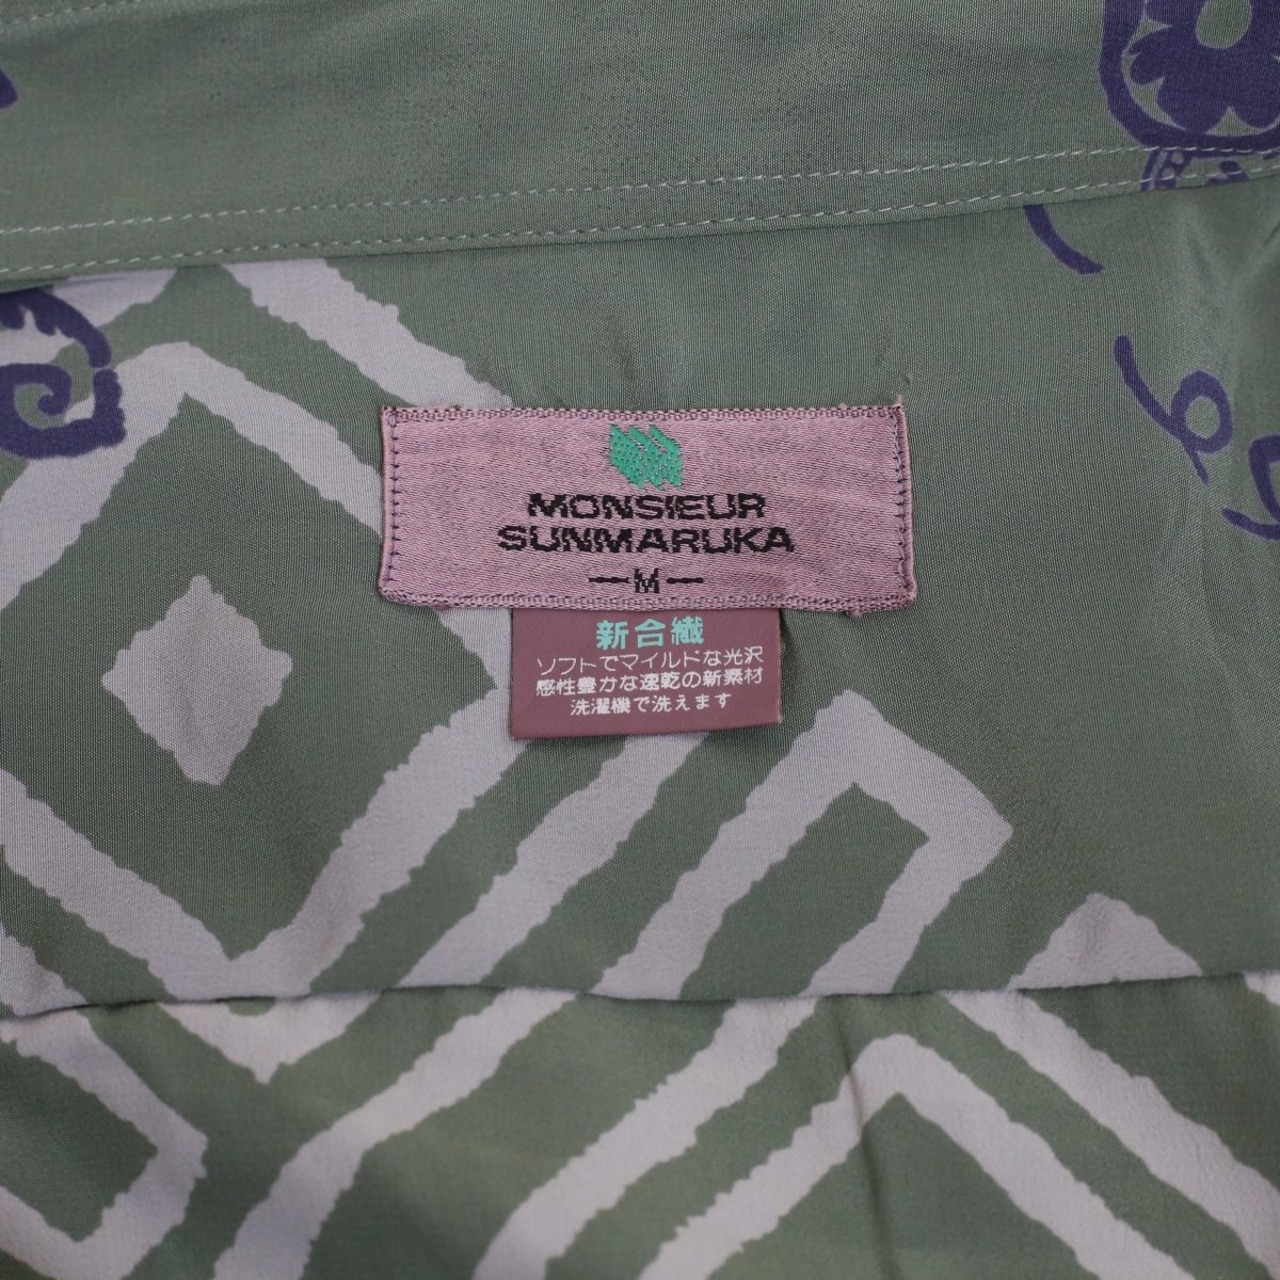 MONSIEUR
SUNMARUKA
—M—
新合繊
ソフトでマイルドな光沢
感性豊かな速乾の新素材
洗濯機で洗えます